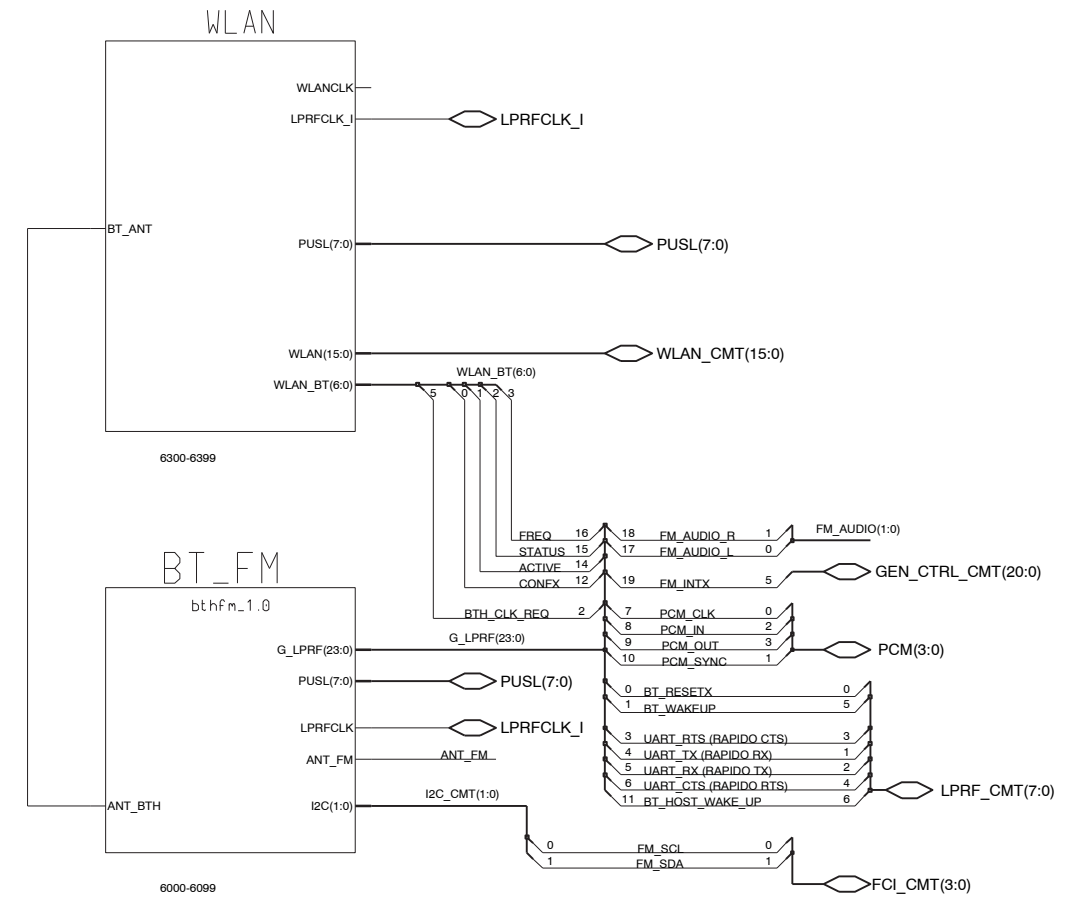 WLAN
WLANCLK
LPRFCLK_I LPRFCLK_I
BT_ANT
PUSL(7:0) PUSL(7:0)
WLAN(15:0) WLAN_CMT(15:0)
WLAN_BT(6:0)
WLAN_BT(6:0)
5 0 1 2 3
6300-6399
FREQ 16 18 FM_AUDIO_R 1 FM_AUDIO(1:0)
STATUS 15 17 FM_AUDIO_L 0
ACTIVE 14
GEN_CTRL_CMT(20:0)
CONFX 12 19 FM_INTX 5
BT_FM
bthfm_1.0
BTH_CLK_REQ 2 7 PCM_CLK 0
8 PCM_IN 2
G_LPRF(23:0)
9 PCM_OUT 3
G_LPRF(23:0) PCM(3:0)
10 PCM_SYNC 1
PUSL(7:0) PUSL(7:0)
0 BT_RESETX 0
1 BT_WAKEUP 5
LPRFCLK LPRFCLK_I
3 UART_RTS (RAPIDO CTS) 3
ANT_FM ANT_FM
4 UART_TX (RAPIDO RX) 1
5 UART_RX (RAPIDO TX) 2
6 UART_CTS (RAPIDO RTS) 4
LPRF_CMT(7:0)
I2C_CMT(1:0)
11 BT_HOST_WAKE_UP 6
ANT_BTH I2C(1:0)
0 FM_SCL 0
1 FM_SDA 1
6000-6099
FCI_CMT(3:0)